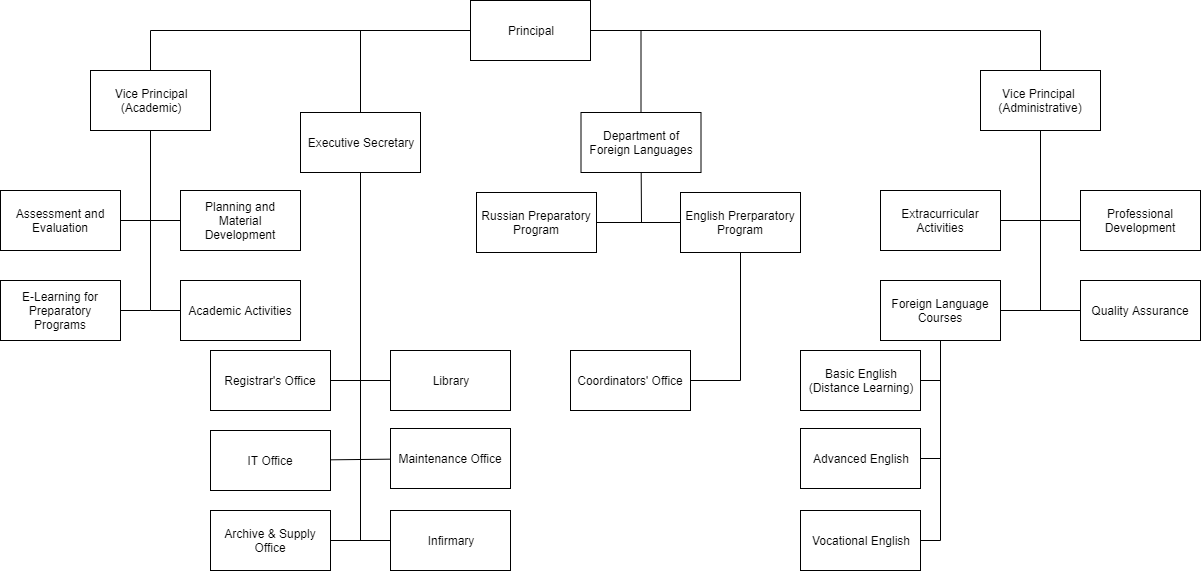 Principal
Vice Principal
(Academic)
Vice Principal
(Administrative)
Executive Secretary
Department of
Foreign Languages
Assessment and
Evaluation
Planning and
Material
Development
Russian Preparatory
Program
English Prerparatory
Program
Extracurricular
Activities
Professional
Development
E-Learning for
Preparatory
Programs
Academic Activities
Foreign Language
Courses
Quality Assurance
Registrar's Office
Library
Coordinators' Office
Basic English
(Distance Learning)
IT Office
Maintenance Office
Advanced English
Archive & Supply
Office
Infirmary
Vocational English